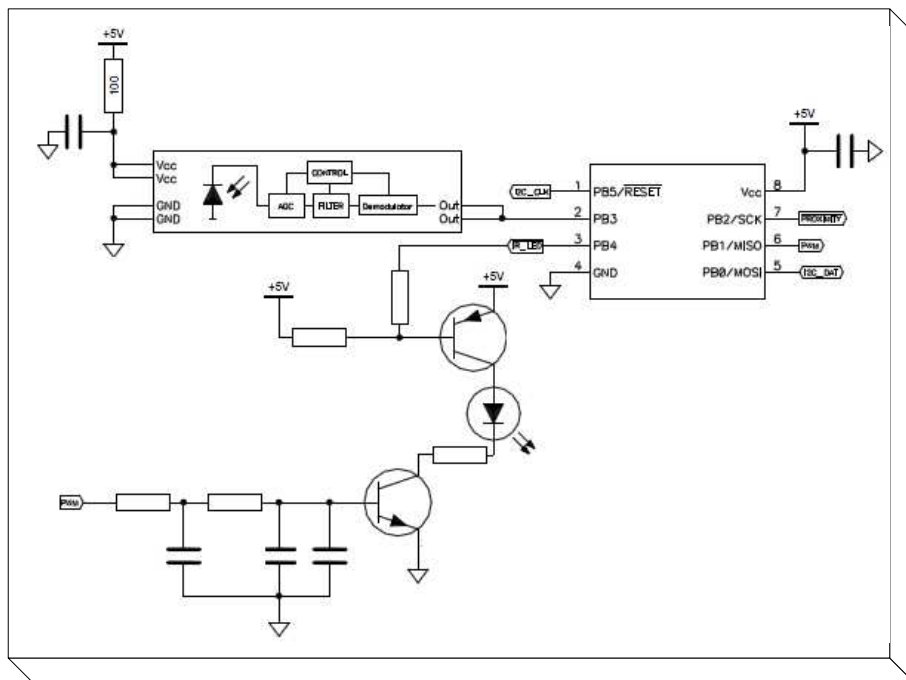 +5V
100
Vcc
Vcc
GND
GND
CONTROL
AGC
FILTER
Demodulator
Out
Out
+5V
I2C_CLK
1
PB5/RESET
Vcc
8
2
PB3
PB2/SCK
7
PROXIMITY
IR_LED
3
PB4
PB1/MISO
6
PWM
4
GND
PB0/MOSI
5
I2C_DAT
+5V
+5V
PWM